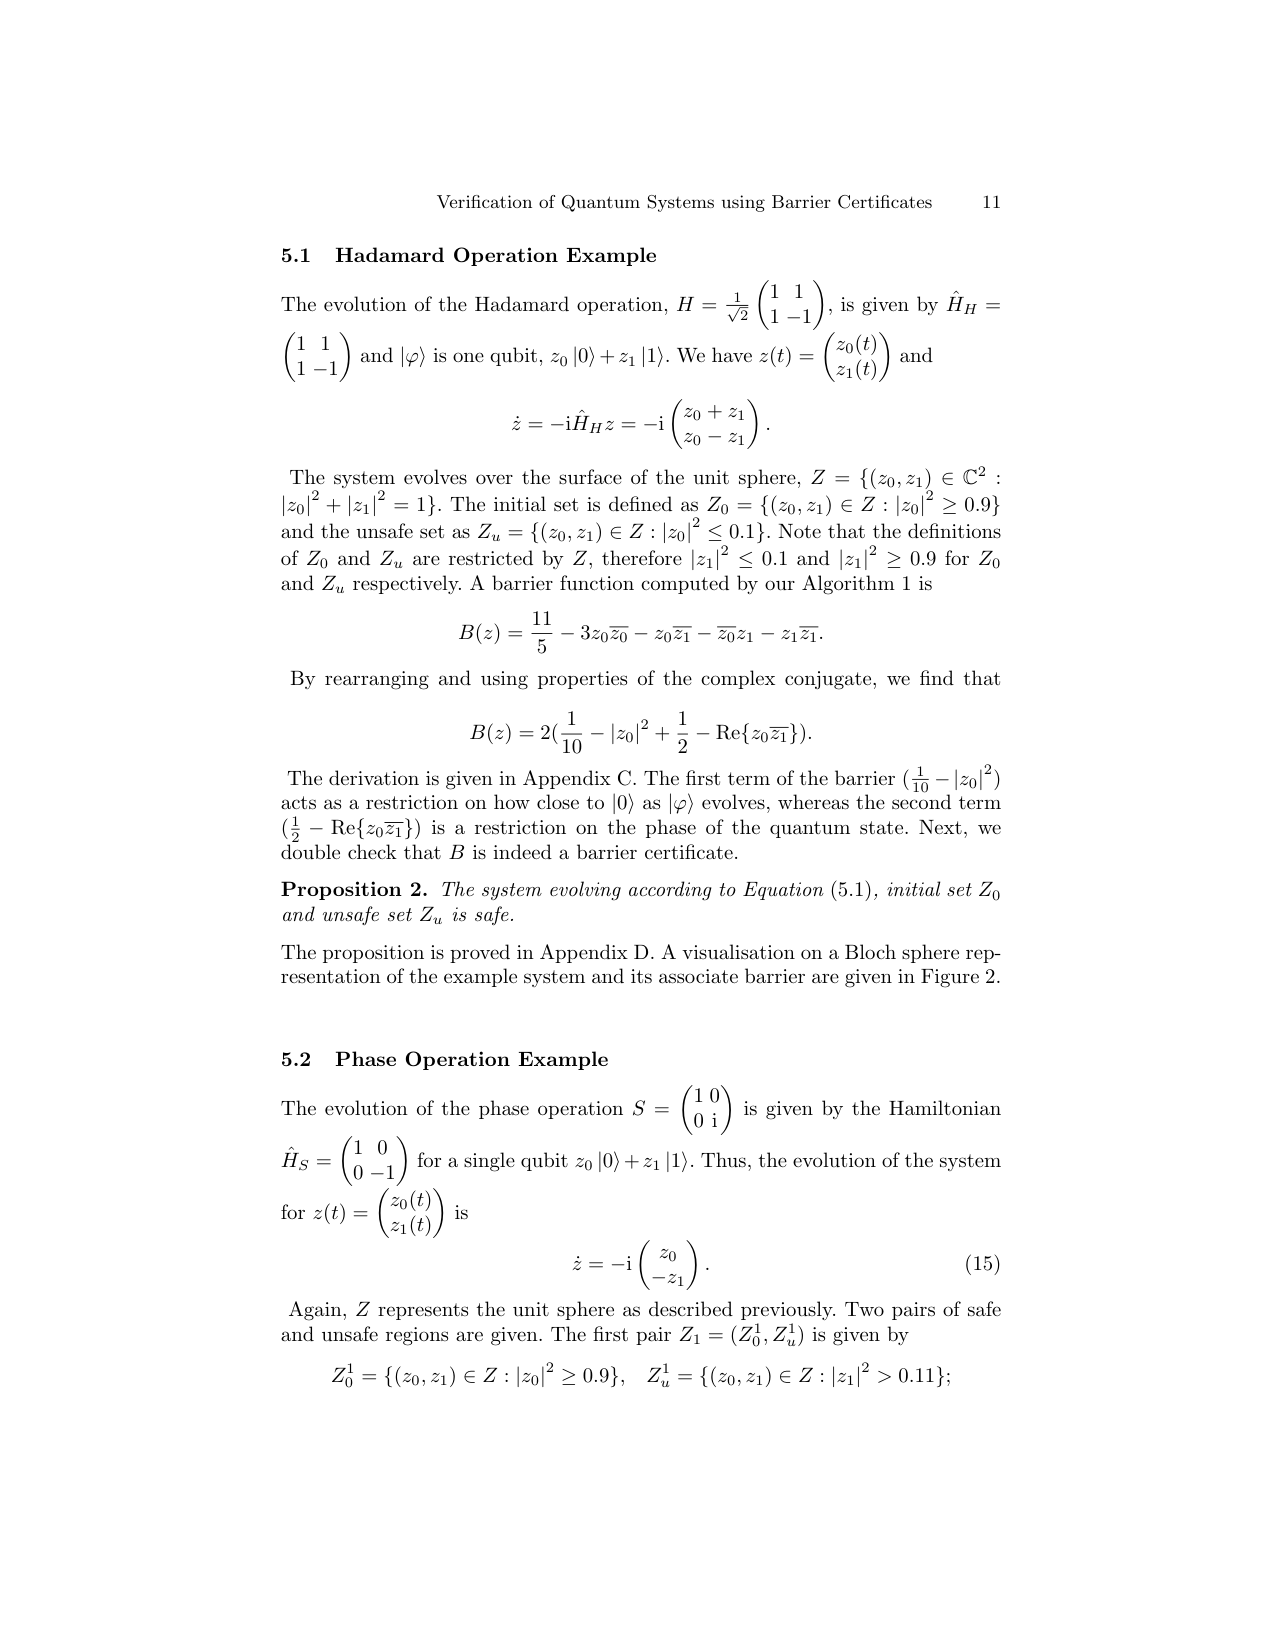 Verification of Quantum Systems using Barrier Certificates 11
5.1 Hadamard Operation Example
The evolution of the Hadamard operation, $H = \frac{1}{\sqrt{2}} \begin{pmatrix} 1 & 1 \\ 1 & -1 \end{pmatrix}$, is given by $\hat{H}_H =$
$\begin{pmatrix} 1 & 1 \\ 1 & -1 \end{pmatrix}$ and $|\varphi\rangle$ is one qubit, $z_0 |0\rangle + z_1 |1\rangle$. We have $z(t) = \begin{pmatrix} z_0(t) \\ z_1(t) \end{pmatrix}$ and
$\dot{z} = -\mathrm{i}\hat{H}_H z = -\mathrm{i} \begin{pmatrix} z_0 + z_1 \\ z_0 - z_1 \end{pmatrix}.$
The system evolves over the surface of the unit sphere, $Z = \{(z_0, z_1) \in \mathbb{C}^2 :$
$|z_0|^2 + |z_1|^2 = 1\}$. The initial set is defined as $Z_0 = \{(z_0, z_1) \in Z : |z_0|^2 \geq 0.9\}$
and the unsafe set as $Z_u = \{(z_0, z_1) \in Z : |z_0|^2 \leq 0.1\}$. Note that the definitions
of $Z_0$ and $Z_u$ are restricted by $Z$, therefore $|z_1|^2 \leq 0.1$ and $|z_1|^2 \geq 0.9$ for $Z_0$
and $Z_u$ respectively. A barrier function computed by our Algorithm 1 is
$B(z) = \frac{11}{5} - 3z_0\overline{z_0} - z_0\overline{z_1} - \overline{z_0}z_1 - z_1\overline{z_1}.$
By rearranging and using properties of the complex conjugate, we find that
$B(z) = 2(\frac{1}{10} - |z_0|^2 + \frac{1}{2} - \mathrm{Re}\{z_0\overline{z_1}\}).$
The derivation is given in Appendix C. The first term of the barrier $(\frac{1}{10} - |z_0|^2)$
acts as a restriction on how close to $|0\rangle$ as $|\varphi\rangle$ evolves, whereas the second term
$(\frac{1}{2} - \mathrm{Re}\{z_0\overline{z_1}\})$ is a restriction on the phase of the quantum state. Next, we
double check that $B$ is indeed a barrier certificate.
Proposition 2. The system evolving according to Equation (5.1), initial set $Z_0$
and unsafe set $Z_u$ is safe.
The proposition is proved in Appendix D. A visualisation on a Bloch sphere rep-
resentation of the example system and its associate barrier are given in Figure 2.
5.2 Phase Operation Example
The evolution of the phase operation $S = \begin{pmatrix} 1 & 0 \\ 0 & \mathrm{i} \end{pmatrix}$ is given by the Hamiltonian
$\hat{H}_S = \begin{pmatrix} 1 & 0 \\ 0 & -1 \end{pmatrix}$ for a single qubit $z_0 |0\rangle + z_1 |1\rangle$. Thus, the evolution of the system
for $z(t) = \begin{pmatrix} z_0(t) \\ z_1(t) \end{pmatrix}$ is
$\dot{z} = -\mathrm{i} \begin{pmatrix} z_0 \\ -z_1 \end{pmatrix}.$ (15)
Again, $Z$ represents the unit sphere as described previously. Two pairs of safe
and unsafe regions are given. The first pair $Z_1 = (Z_0^1, Z_u^1)$ is given by
$Z_0^1 = \{(z_0, z_1) \in Z : |z_0|^2 \geq 0.9\}, \quad Z_u^1 = \{(z_0, z_1) \in Z : |z_1|^2 > 0.11\};$